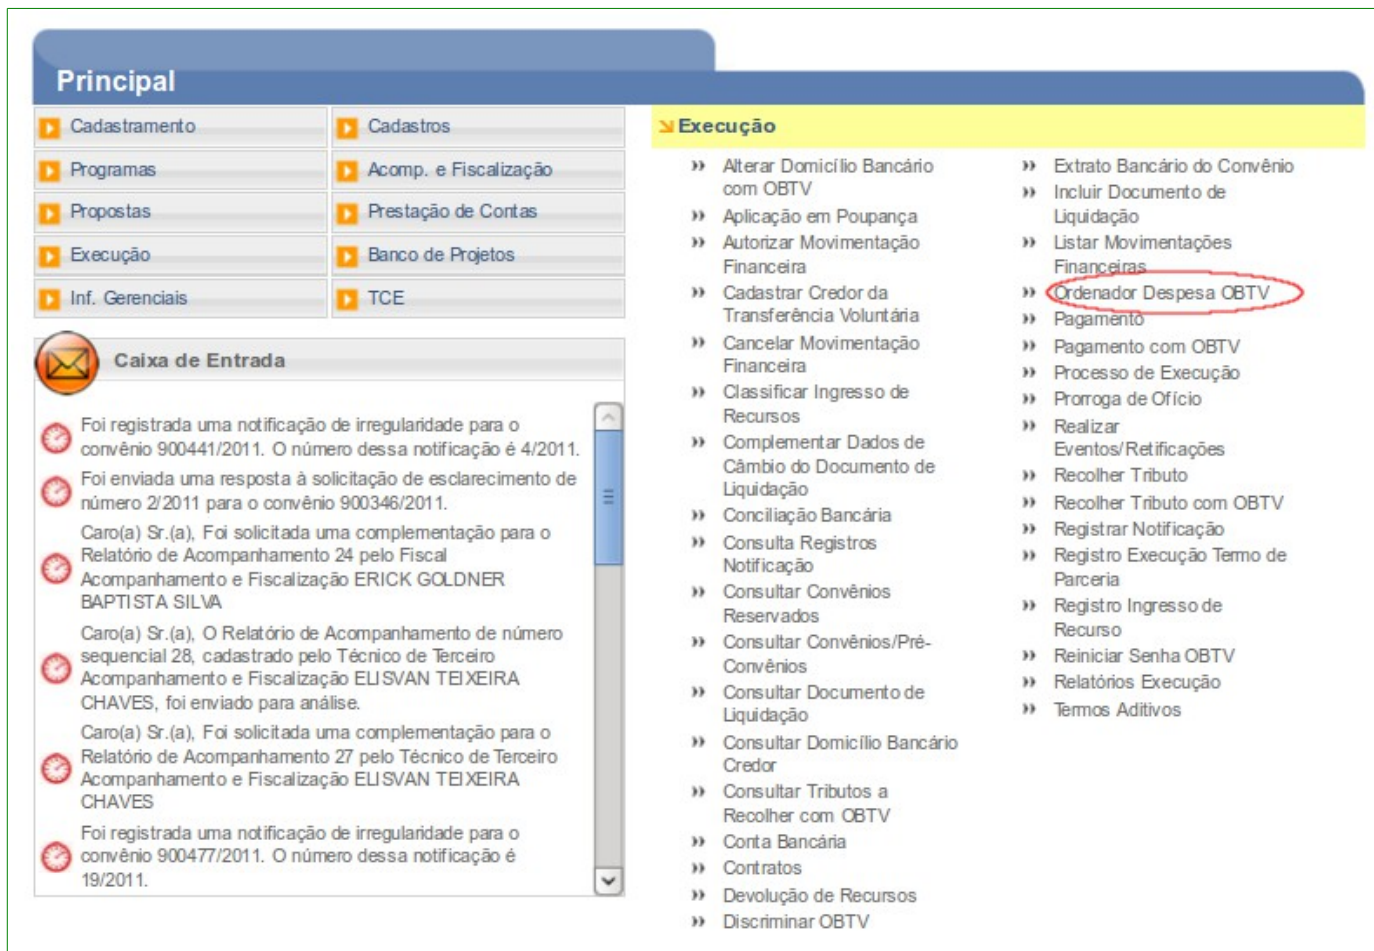 Principal
Cadastramento
Cadastros
Programas
Acomp. e Fiscalização
Propostas
Prestação de Contas
Execução
Banco de Projetos
Inf. Gerenciais
TCE
Caixa de Entrada
Foi registrada uma notificação de irregularidade para o
convênio 900441/2011. O número dessa notificação é 4/2011.
Foi enviada uma resposta à solicitação de esclarecimento de
número 2/2011 para o convênio 900346/2011.
Caro(a) Sr.(a), Foi solicitada uma complementação para o
Relatório de Acompanhamento 24 pelo Fiscal
Acompanhamento e Fiscalização ERICK GOLDNER
BAPTISTA SILVA
Caro(a) Sr.(a), O Relatório de Acompanhamento de número
sequencial 28, cadastrado pelo Técnico de Terceiro
Acompanhamento e Fiscalização ELISVAN TEIXEIRA
CHAVES, foi enviado para análise.
Caro(a) Sr.(a), Foi solicitada uma complementação para o
Relatório de Acompanhamento 27 pelo Técnico de Terceiro
Acompanhamento e Fiscalização ELISVAN TEIXEIRA
CHAVES
Foi registrada uma notificação de irregularidade para o
convênio 900477/2011. O número dessa notificação é
19/2011.
Execução
Alterar Domicílio Bancário
com OBTV
Aplicação em Poupança
Autorizar Movimentação
Financeira
Cadastrar Credor da
Transferência Voluntária
Cancelar Movimentação
Financeira
Classificar Ingresso de
Recursos
Complementar Dados de
Câmbio do Documento de
Liquidação
Conciliação Bancária
Consulta Registros
Notificação
Consultar Convênios
Reservados
Consultar Convênios/Pré-
Convênios
Consultar Documento de
Liquidação
Consultar Domicílio Bancário
Credor
Consultar Tributos a
Recolher com OBTV
Conta Bancária
Contratos
Devolução de Recursos
Discriminar OBTV
Extrato Bancário do Convênio
Incluir Documento de
Liquidação
Listar Movimentações
Financeiras
Ordenador Despesa OBTV
Pagamento
Pagamento com OBTV
Processo de Execução
Prorroga de Ofício
Realizar
Eventos/Retificações
Recolher Tributo
Recolher Tributo com OBTV
Registrar Notificação
Registro Execução Termo de
Parceria
Registro Ingresso de
Recurso
Reiniciar Senha OBTV
Relatórios Execução
Termos Aditivos